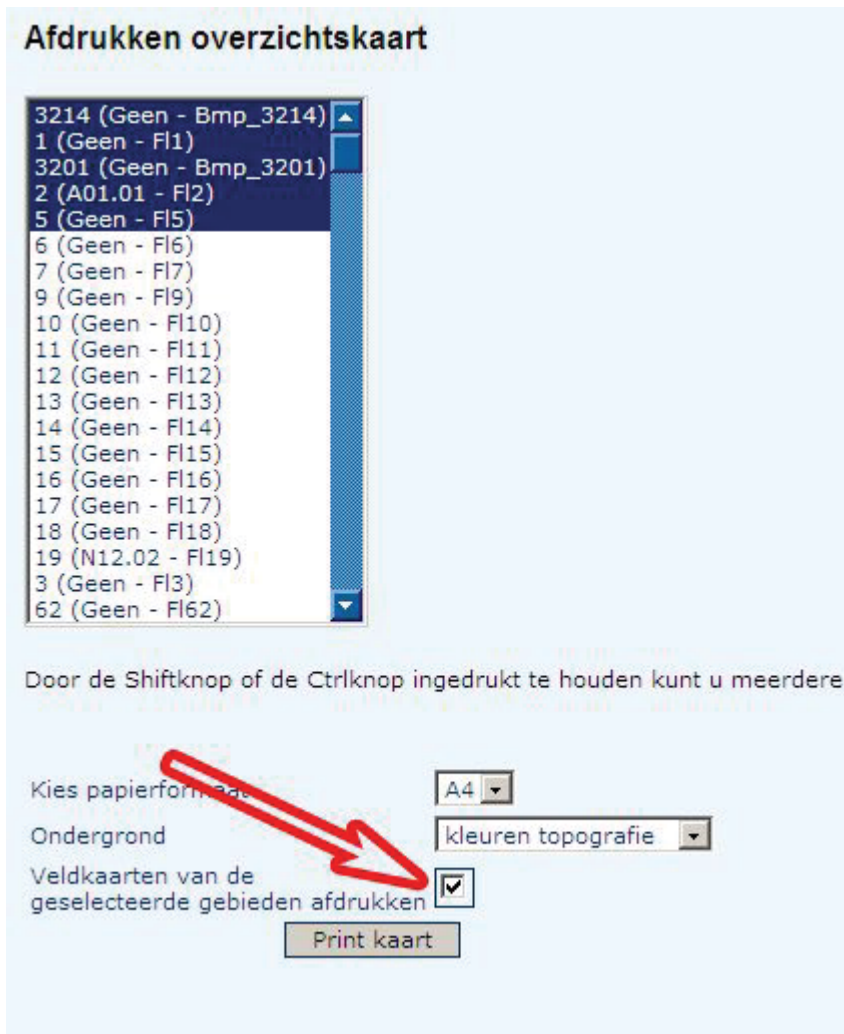 Afdrukken overzichtskaart
3214 (Geen - Bmp_3214)
1 (Geen - Fl1)
3201 (Geen - Bmp_3201)
2 (A01.01 - Fl2)
5 (Geen - Fl5)
6 (Geen - Fl6)
7 (Geen - Fl7)
9 (Geen - Fl9)
10 (Geen - Fl10)
11 (Geen - Fl11)
12 (Geen - Fl12)
13 (Geen - Fl13)
14 (Geen - Fl14)
15 (Geen - Fl15)
16 (Geen - Fl16)
17 (Geen - Fl17)
18 (Geen - Fl18)
19 (N12.02 - Fl19)
3 (Geen - Fl3)
62 (Geen - Fl62)
Door de Shiftknop of de Ctrlknop ingedrukt te houden kunt u meerdere
Kies papierformaat A4
Ondergrond kleuren topografie
Veldkaarten van de
geselecteerde gebieden afdrukken
Print kaart